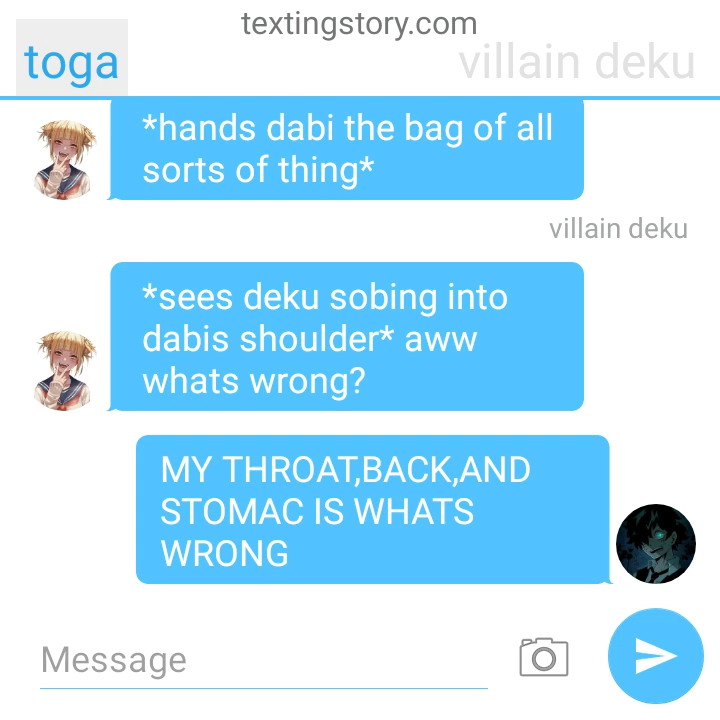 textingstory.com
toga
villain deku
*hands dabi the bag of all
sorts of thing*
villain deku
*sees deku sobing into
dabis shoulder* aww
whats wrong?
MY THROAT,BACK,AND
STOMAC IS WHATS
WRONG
Message